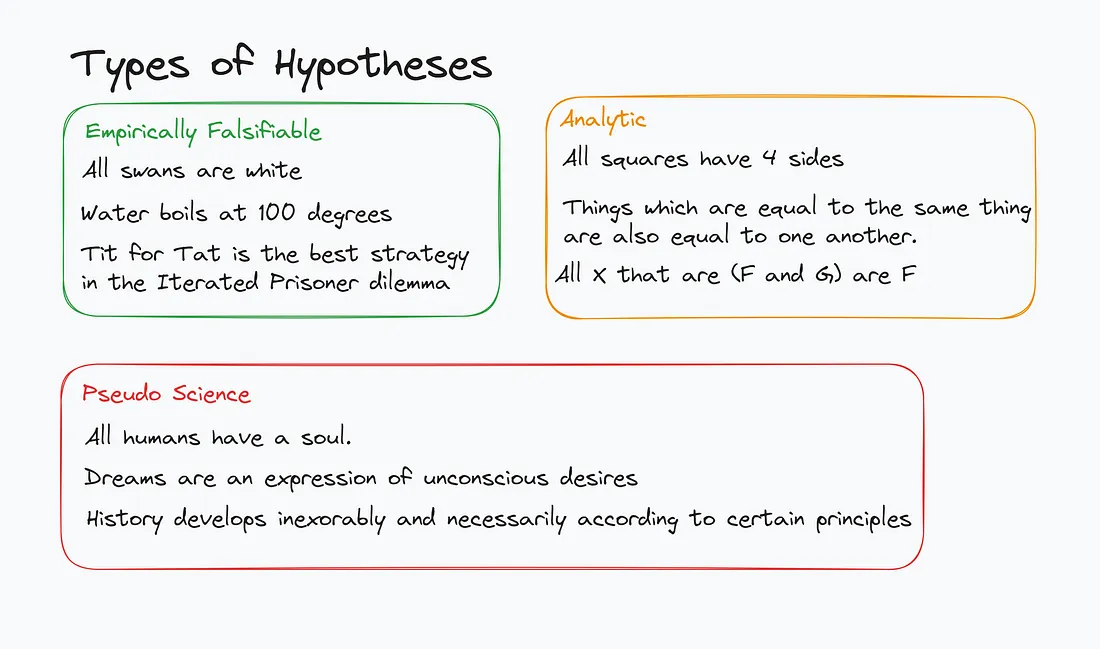 Types of Hypotheses
Empirically Falsifiable
All swans are white
Water boils at 100 degrees
Tit for Tat is the best strategy
in the Iterated Prisoner dilemma
Analytic
All squares have 4 sides
Things which are equal to the same thing
are also equal to one another.
All x that are (F and G) are F
Pseudo Science
All humans have a soul.
Dreams are an expression of unconscious desires
History develops inexorably and necessarily according to certain principles